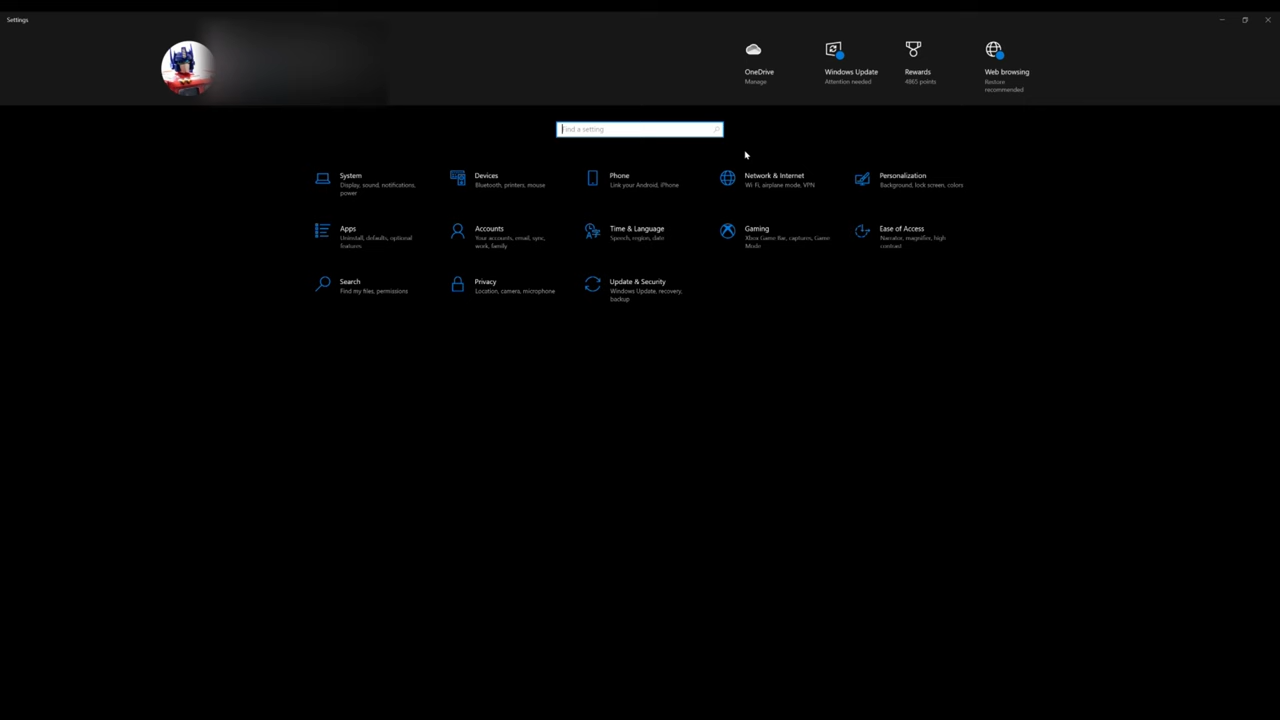 Settings
OneDrive
Manage
Windows Update
Attention needed
Rewards
4865 points
Web browsing
Restore
recommended
Find a setting
System
Display, sound, notifications,
power
Devices
Bluetooth, printers, mouse
Phone
Link your Android, iPhone
Network & Internet
Wi-Fi, airplane mode, VPN
Personalization
Background, lock screen, colors
Apps
Uninstall, defaults, optional
features
Accounts
Your accounts, email, sync,
work, family
Time & Language
Speech, region, date
Gaming
Xbox Game Bar, captures, Game
Mode
Ease of Access
Narrator, magnifier, high
contrast
Search
Find my files, permissions
Privacy
Location, camera, microphone
Update & Security
Windows Update, recovery,
backup